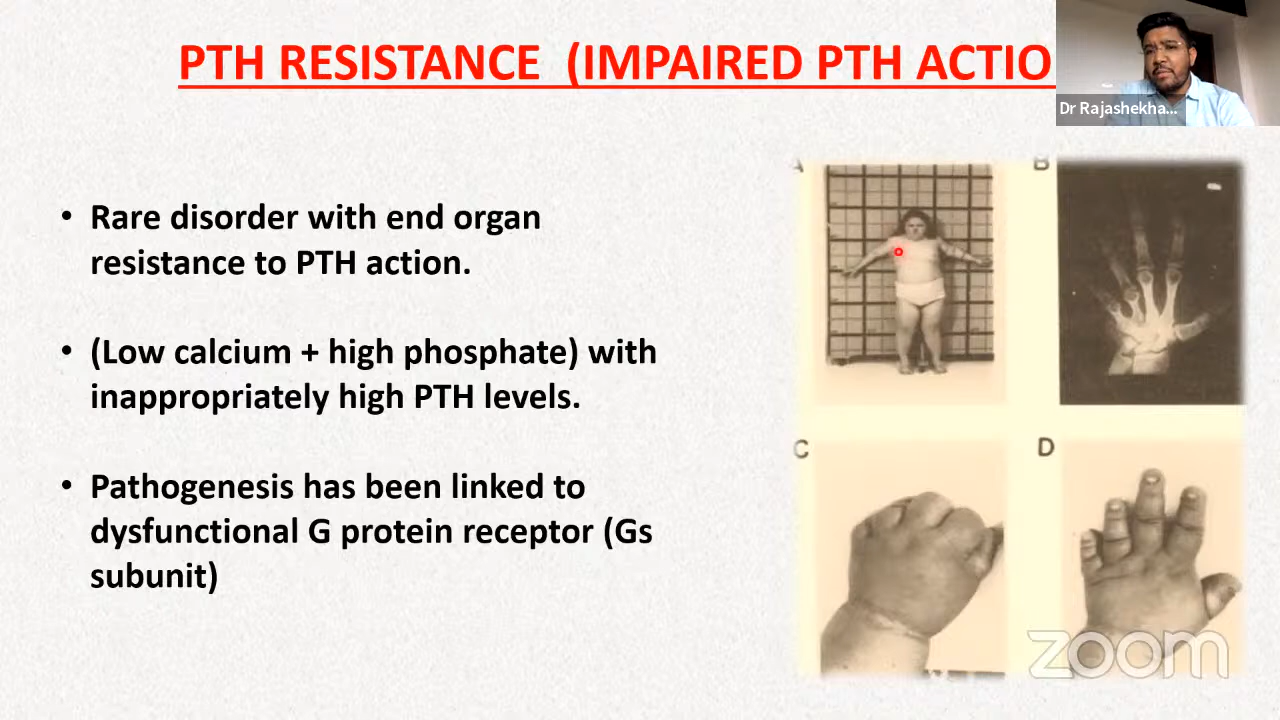 PTH RESISTANCE (IMPAIRED PTH ACTIO
Dr Rajashekha...
• Rare disorder with end organ
resistance to PTH action.
• (Low calcium + high phosphate) with
inappropriately high PTH levels.
• Pathogenesis has been linked to
dysfunctional G protein receptor (Gs
subunit)
A
B
C
D
zoom